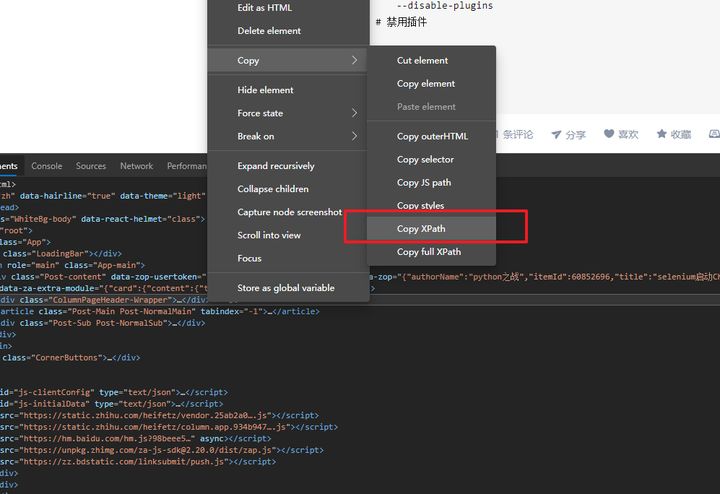 --disable-plugins
# 禁用插件
条评论 分享 喜欢 收藏
Edit as HTML
Delete element
Copy
Hide element
Force state
Break on
Expand recursively
Collapse children
Capture node screenshot
Scroll into view
Focus
Store as global variable
Cut element
Copy element
Paste element
Copy outerHTML
Copy selector
Copy JS path
Copy styles
Copy XPath
Copy full XPath
Console Sources Network
data-hairline="true" data-theme="light"
="WhiteBg-body" data-react-helmet="class">
"root">
class="App">
class="LoadingBar"></div>
role="main" class="App-main">
class="Post-content" data-zop-usertoken= a-zop="{"authorName":"python之战","itemId":60852696,"title":"selenium启动
data-za-extra-module="{"card":{"content":{"
div class="ColumnPageHeader-Wrapper">…</div>
article class="Post-Main Post-NormalMain" tabindex="-1">…</article>
div class="Post-Sub Post-NormalSub">…</div>
div>
in>
class="CornerButtons">…</div>
id="js-clientConfig" type="text/json">…</script>
id="js-initialData" type="text/json">…</script>
src="https://static.zhihu.com/heifetz/vendor.25ab2a0….js"></script>
src="https://static.zhihu.com/heifetz/column.app.934b947….js"></script>
src="https://hm.baidu.com/hm.js?98beee5…" async></script>
src="https://unpkg.zhimg.com/za-js-sdk@2.20.0/dist/zap.js"></script>
src="https://zz.bdstatic.com/linksubmit/push.js"></script>
div>
div>